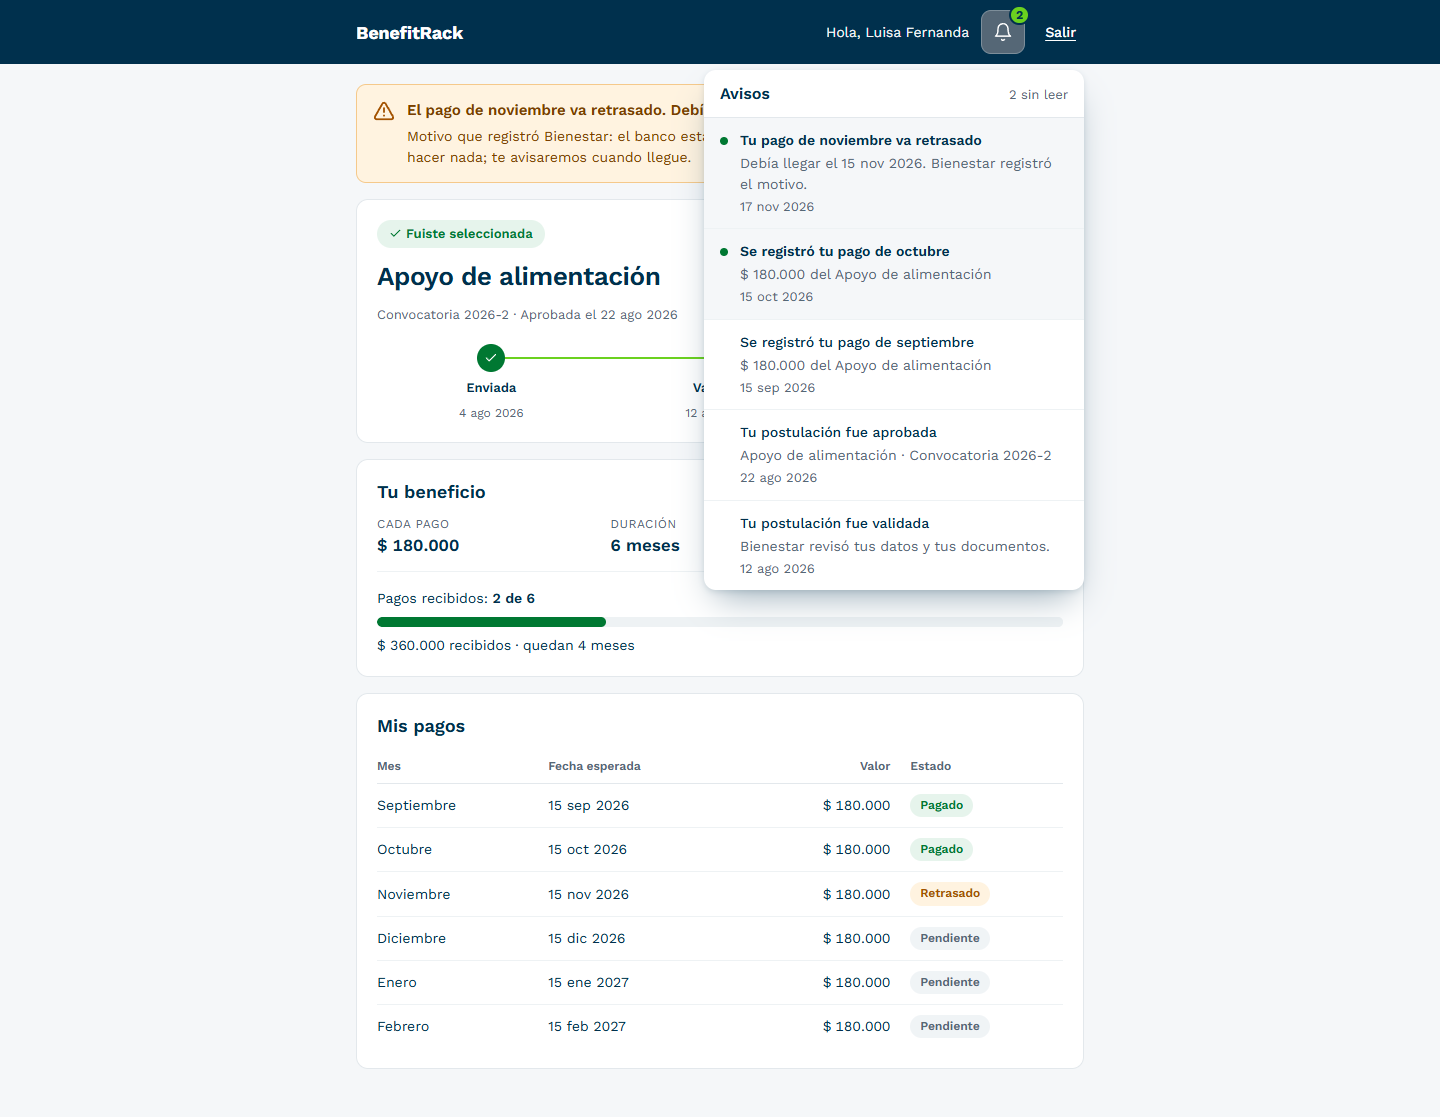 BenefitRack
Hola, Luisa Fernanda
2
Salir
El pago de noviembre va retrasado.
Motivo que registró Bienestar: el banco
hacer nada; te avisaremos cuando llegue.
Avisos
2 sin leer
Tu pago de noviembre va retrasado
Debía llegar el 15 nov 2026. Bienestar registró
el motivo.
17 nov 2026
Se registró tu pago de octubre
$ 180.000 del Apoyo de alimentación
15 oct 2026
Se registró tu pago de septiembre
$ 180.000 del Apoyo de alimentación
15 sep 2026
Tu postulación fue aprobada
Apoyo de alimentación · Convocatoria 2026-2
22 ago 2026
Tu postulación fue validada
Bienestar revisó tus datos y tus documentos.
12 ago 2026
Fuiste seleccionada
Apoyo de alimentación
Convocatoria 2026-2 · Aprobada el 22 ago 2026
Enviada
4 ago 2026
12
Tu beneficio
CADA PAGO
$ 180.000
DURACIÓN
6 meses
Pagos recibidos: 2 de 6
$ 360.000 recibidos · quedan 4 meses
Mis pagos
Mes Fecha esperada Valor Estado
Septiembre 15 sep 2026 $ 180.000 Pagado
Octubre 15 oct 2026 $ 180.000 Pagado
Noviembre 15 nov 2026 $ 180.000 Retrasado
Diciembre 15 dic 2026 $ 180.000 Pendiente
Enero 15 ene 2027 $ 180.000 Pendiente
Febrero 15 feb 2027 $ 180.000 Pendiente